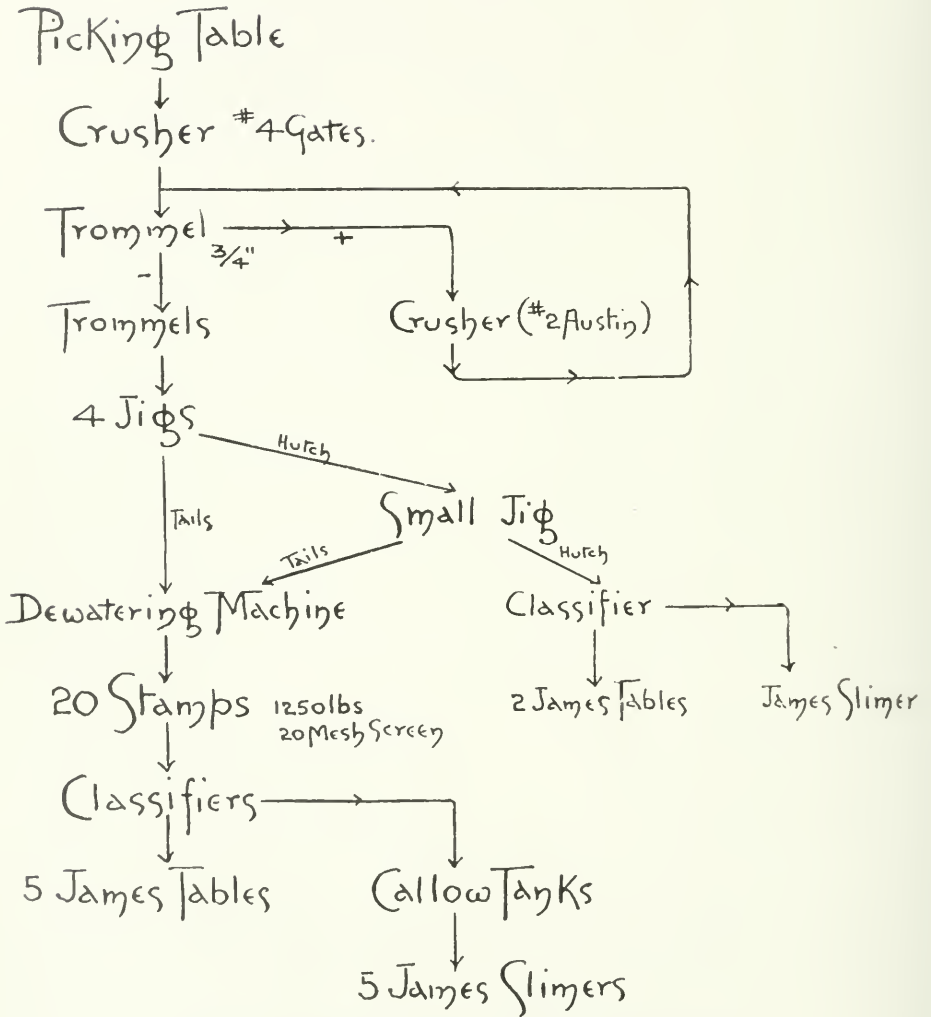 Picking Table
Crusher #4 Gates.
Trommel 3/4" +
-
Trommels
Crusher (#2 Austin)
4 Jigs
Hutch
Tails
Small Jig
Tails
Hutch
Dewatering Machine
Classifier
20 Stamps 1250 lbs
20 Mesh Screen
2 James Tables
James Slimer
Classifiers
5 James Tables
Callow Tanks
5 James Slimers